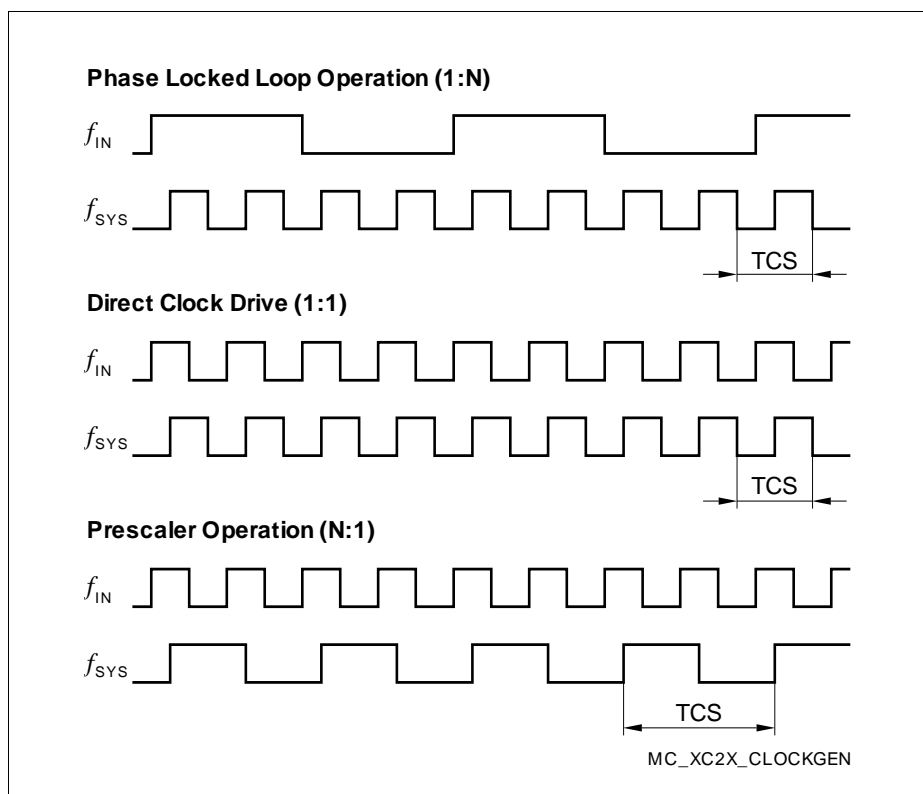 Phase Locked Loop Operation (1:N)
fIN
fSYS
TCS
Direct Clock Drive (1:1)
fIN
fSYS
TCS
Prescaler Operation (N:1)
fIN
fSYS
TCS
MC_XC2X_CLOCKGEN